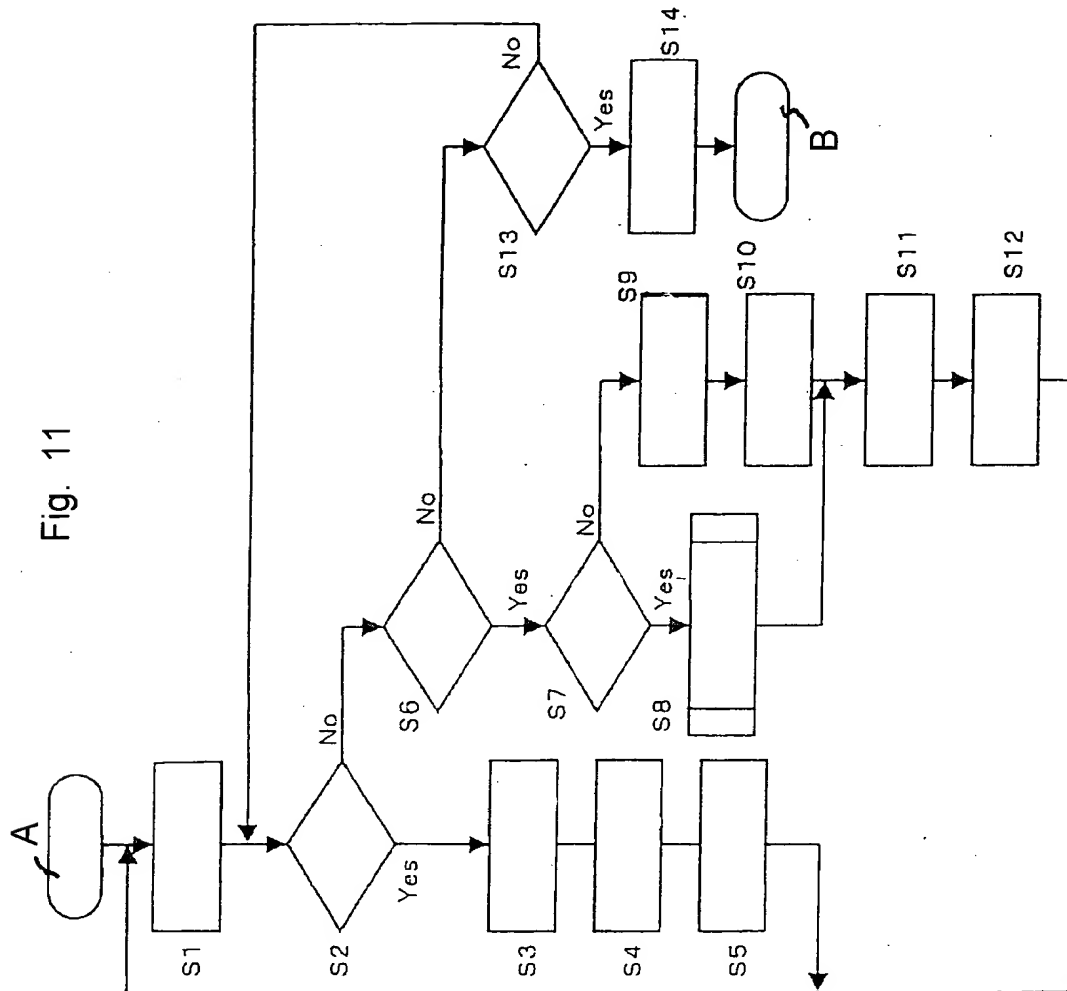 Fig. 11
A
S1
S2
No
Yes
S3
S4
S5
S6
No
Yes
S7
No
Yes
S8
S9
S10
S11
S12
S13
No
Yes
S14
B